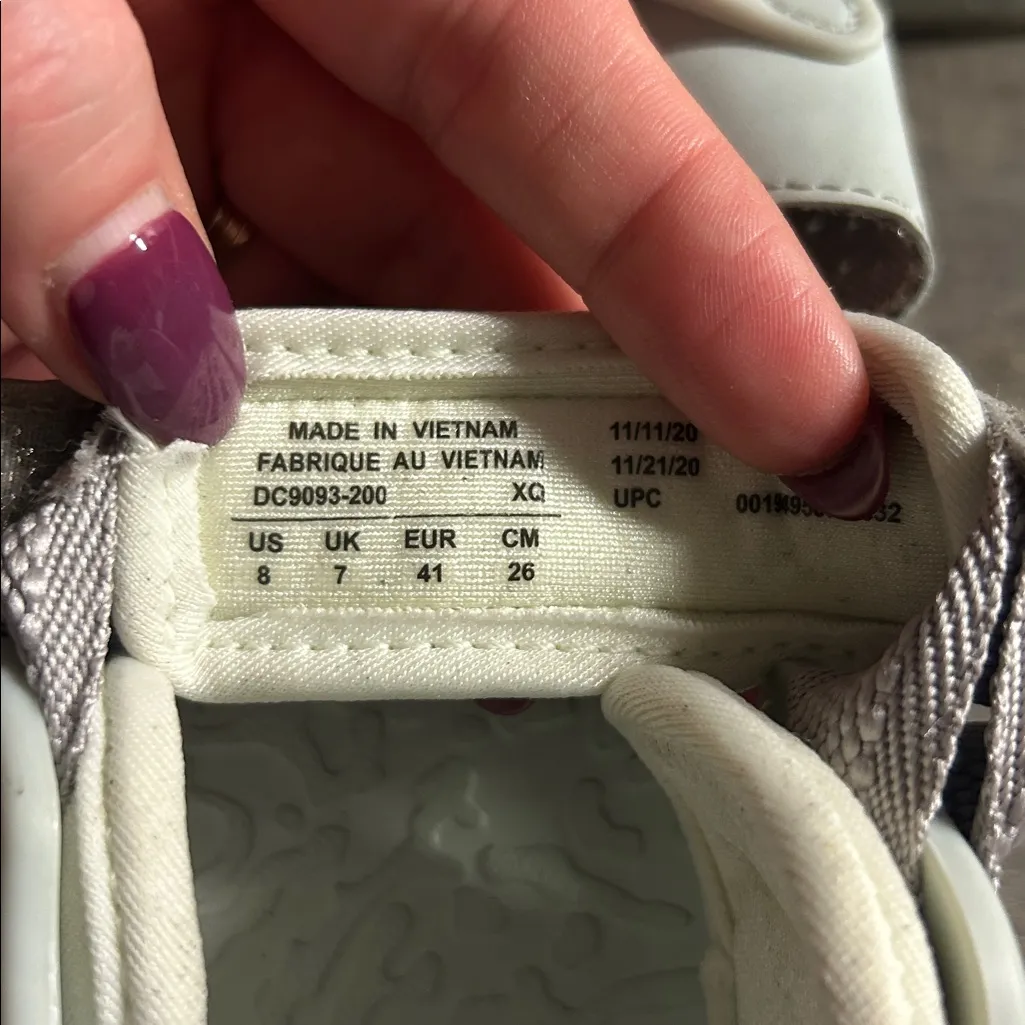 MADE IN VIETNAM
FABRIQUE AU VIETNAM
DC9093-200 XQ
US UK EUR CM
8 7 41 26
11/11/20
11/21/20
UPC